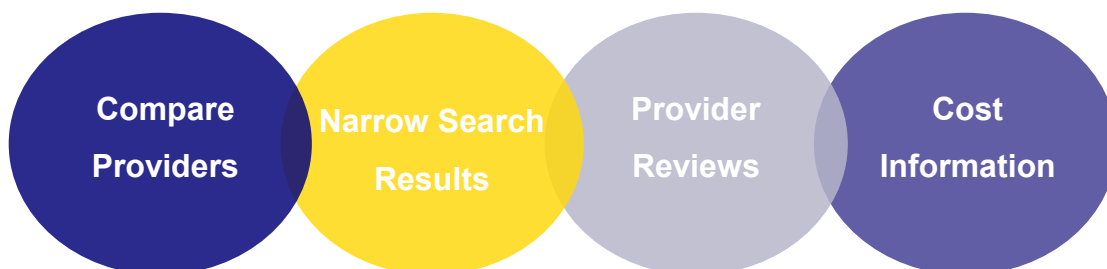 Compare
Providers
Narrow Search
Results
Provider
Reviews
Cost
Information